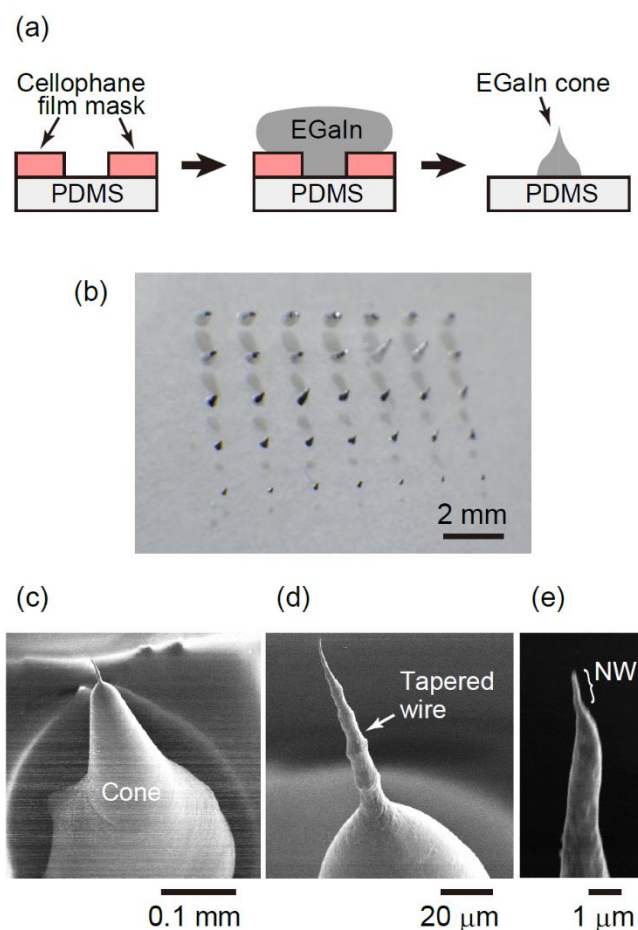 (a)
Cellophane
film mask
EGaIn
EGaIn cone
PDMS
PDMS
PDMS
(b)
2 mm
(c)
(d)
(e)
NW
Tapered
wire
Cone
0.1 mm
20 μm
1 μm